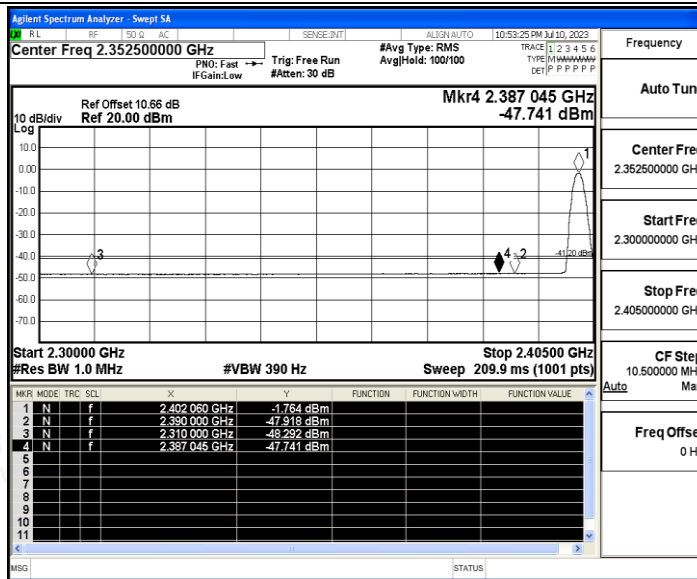 Agilent Spectrum Analyzer - Swept SA
RL RF 50 Ω AC SENSE:INT ALIGN AUTO 10:53:25 PM Jul 10, 2023
Center Freq 2.352500000 GHz
PNO: Fast
IFGain:Low
Trig: Free Run
#Atten: 30 dB
#Avg Type: RMS
Avg|Hold: 100/100
TRACE 1 2 3 4 5 6
TYPE M WWWWW
DET P P P P P P
Frequency
Auto Tun
Center Fre
2.352500000 GH
Start Fre
2.300000000 GH
Stop Fre
2.405000000 GH
CF Step
10.500000 MH
Auto Ma
Freq Offse
0 H
Ref Offset 10.66 dB
10 dB/div Ref 20.00 dBm
Log
Mkr4 2.387 045 GHz
-47.741 dBm
10.0
0.00
-10.0
-20.0
-30.0
-40.0
-50.0
-60.0
-70.0
1
3
4
2
-41.20 dBm
Start 2.30000 GHz Stop 2.40500 GHz
#Res BW 1.0 MHz #VBW 390 Hz Sweep 209.9 ms (1001 pts)
MKR MODE TRC SCL X Y FUNCTION FUNCTION WIDTH FUNCTION VALUE
1 N f 2.402 060 GHz -1.764 dBm
2 N f 2.390 000 GHz -47.918 dBm
3 N f 2.310 000 GHz -48.292 dBm
4 N f 2.387 045 GHz -47.741 dBm
5
6
7
8
9
10
11
MSG STATUS